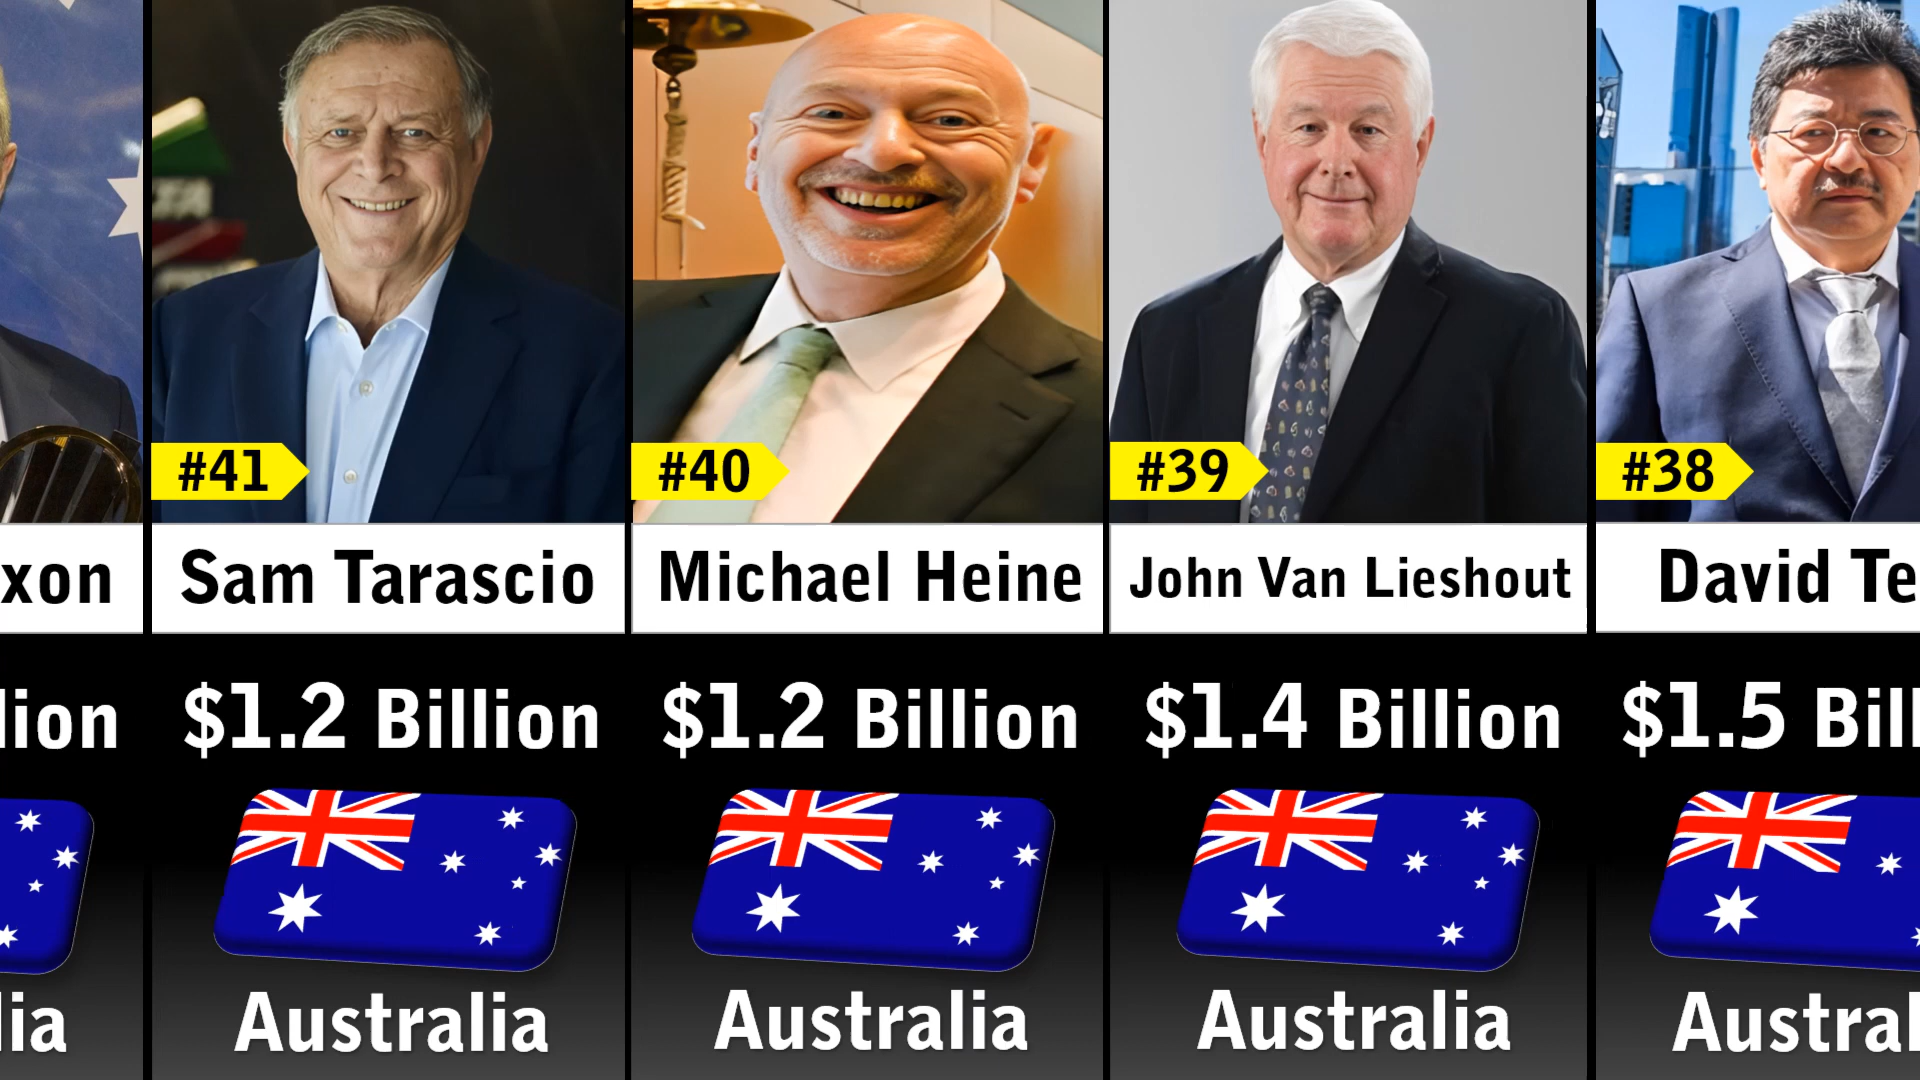 #41
#40
#39
#38
xon
Sam Tarascio
Michael Heine
John Van Lieshout
David Te
lion
$1.2 Billion
$1.2 Billion
$1.4 Billion
$1.5 Bill
lia
Australia
Australia
Australia
Austral